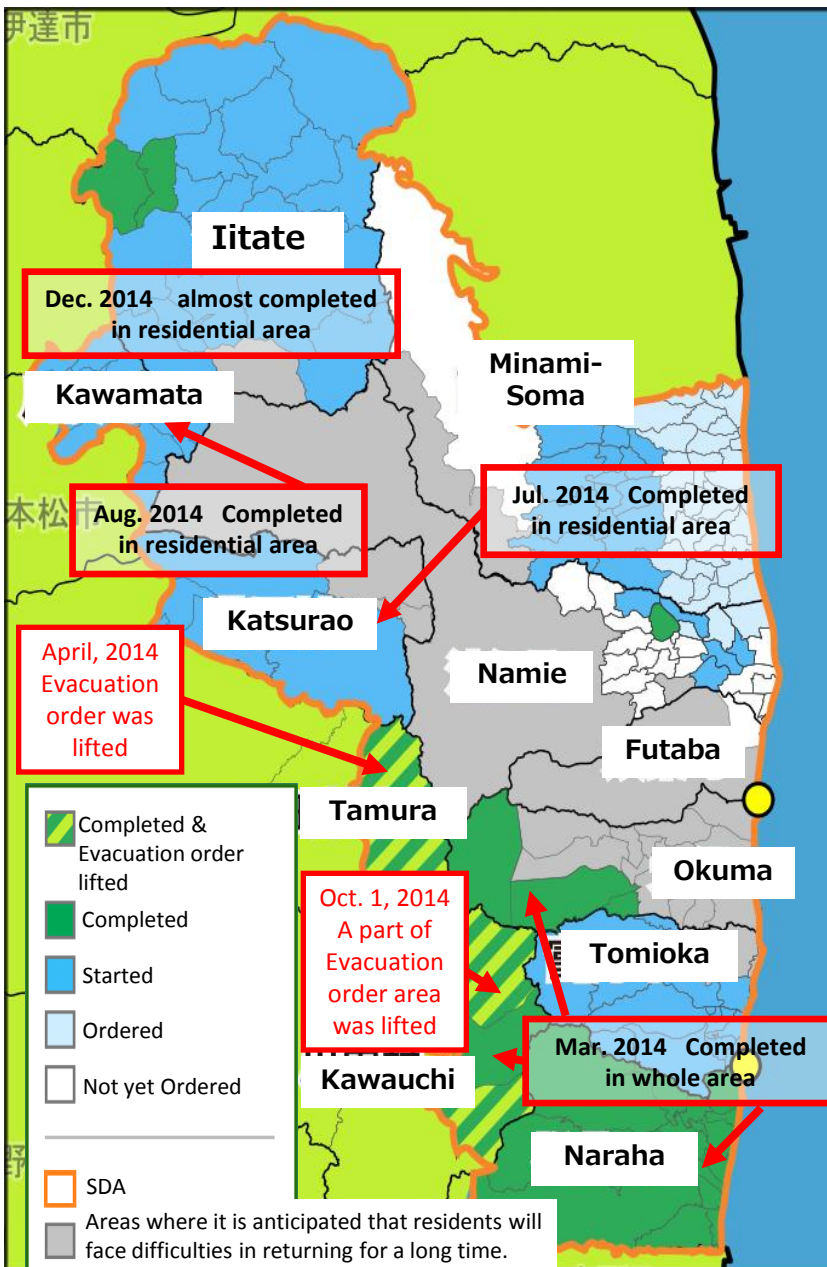 伊達市
Iitate
Dec. 2014 almost completed
in residential area
Kawamata
Minami-
Soma
本松市
Aug. 2014 Completed
in residential area
Jul. 2014 Completed
in residential area
Katsurao
April, 2014
Evacuation
order was
lifted
Namie
Futaba
Tamura
Okuma
Oct. 1, 2014
A part of
Evacuation
order area
was lifted
Tomioka
Mar. 2014 Completed
in whole area
Kawauchi
Naraha
Completed &
Evacuation order
lifted
Completed
Started
Ordered
Not yet Ordered
野
SDA
Areas where it is anticipated that residents will
face difficulties in returning for a long time.